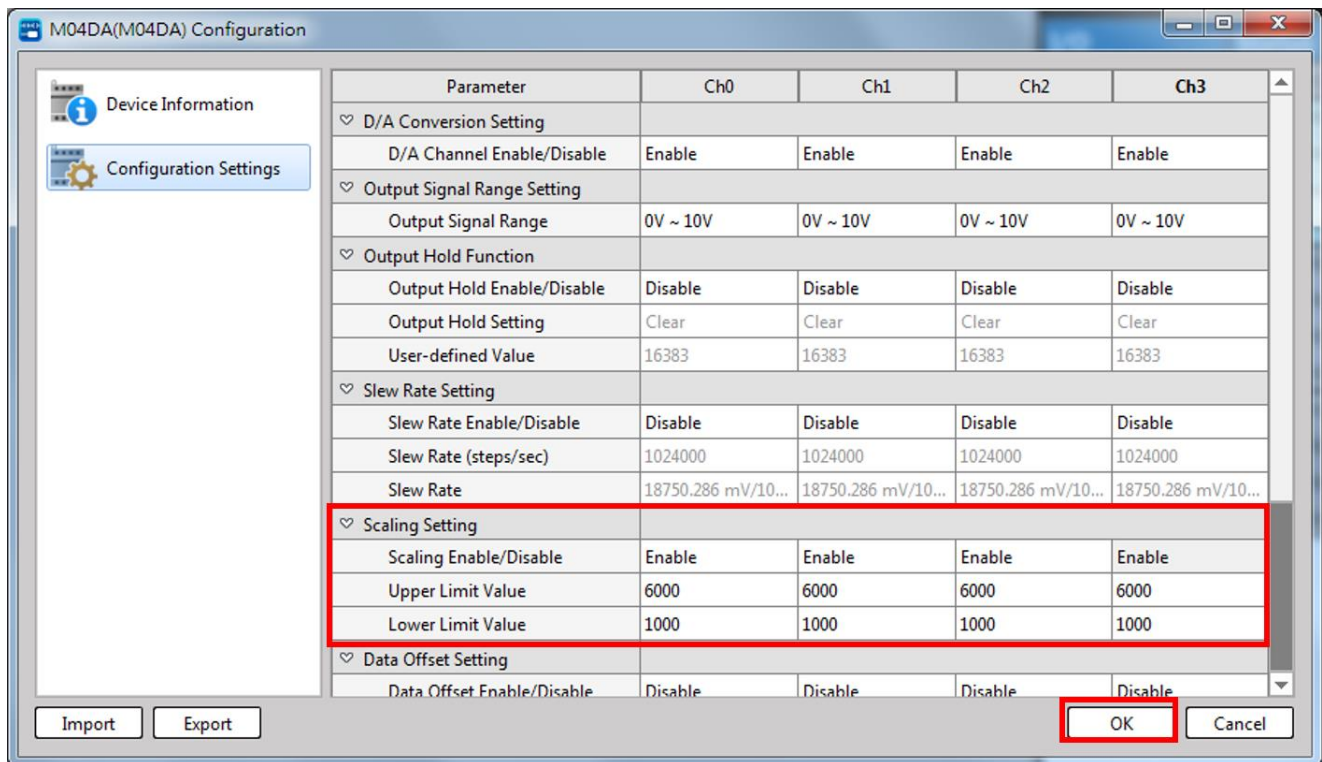 M04DA(M04DA) Configuration
Device Information
Configuration Settings
Parameter Ch0 Ch1 Ch2 Ch3
D/A Conversion Setting
D/A Channel Enable/Disable Enable Enable Enable Enable
Output Signal Range Setting
Output Signal Range 0V ~ 10V 0V ~ 10V 0V ~ 10V 0V ~ 10V
Output Hold Function
Output Hold Enable/Disable Disable Disable Disable Disable
Output Hold Setting Clear Clear Clear Clear
User-defined Value 16383 16383 16383 16383
Slew Rate Setting
Slew Rate Enable/Disable Disable Disable Disable Disable
Slew Rate (steps/sec) 1024000 1024000 1024000 1024000
Slew Rate 18750.286 mV/10... 18750.286 mV/10... 18750.286 mV/10... 18750.286 mV/10...
Scaling Setting
Scaling Enable/Disable Enable Enable Enable Enable
Upper Limit Value 6000 6000 6000 6000
Lower Limit Value 1000 1000 1000 1000
Data Offset Setting
Data Offset Enable/Disable Disable Disable Disable Disable
Import Export OK Cancel